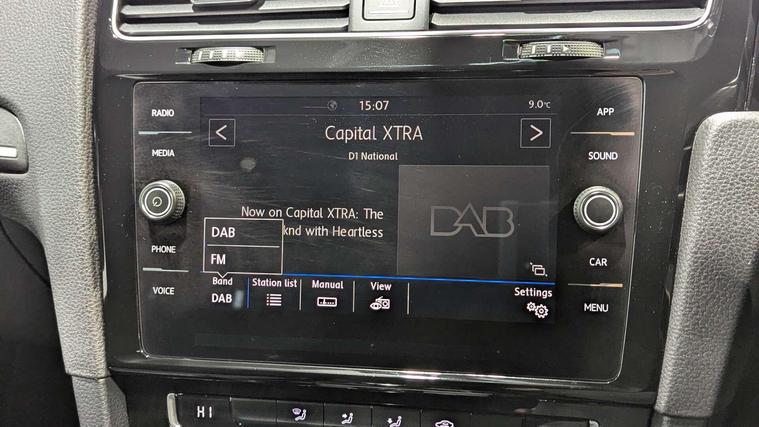 15:07
9.0°C
RADIO
MEDIA
PHONE
VOICE
<
Capital XTRA
>
D1 National
Now on Capital XTRA: The
knd with Heartless
DAB
DAB
FM
Band
DAB
Station list
Manual
View
Settings
APP
SOUND
CAR
MENU
HI